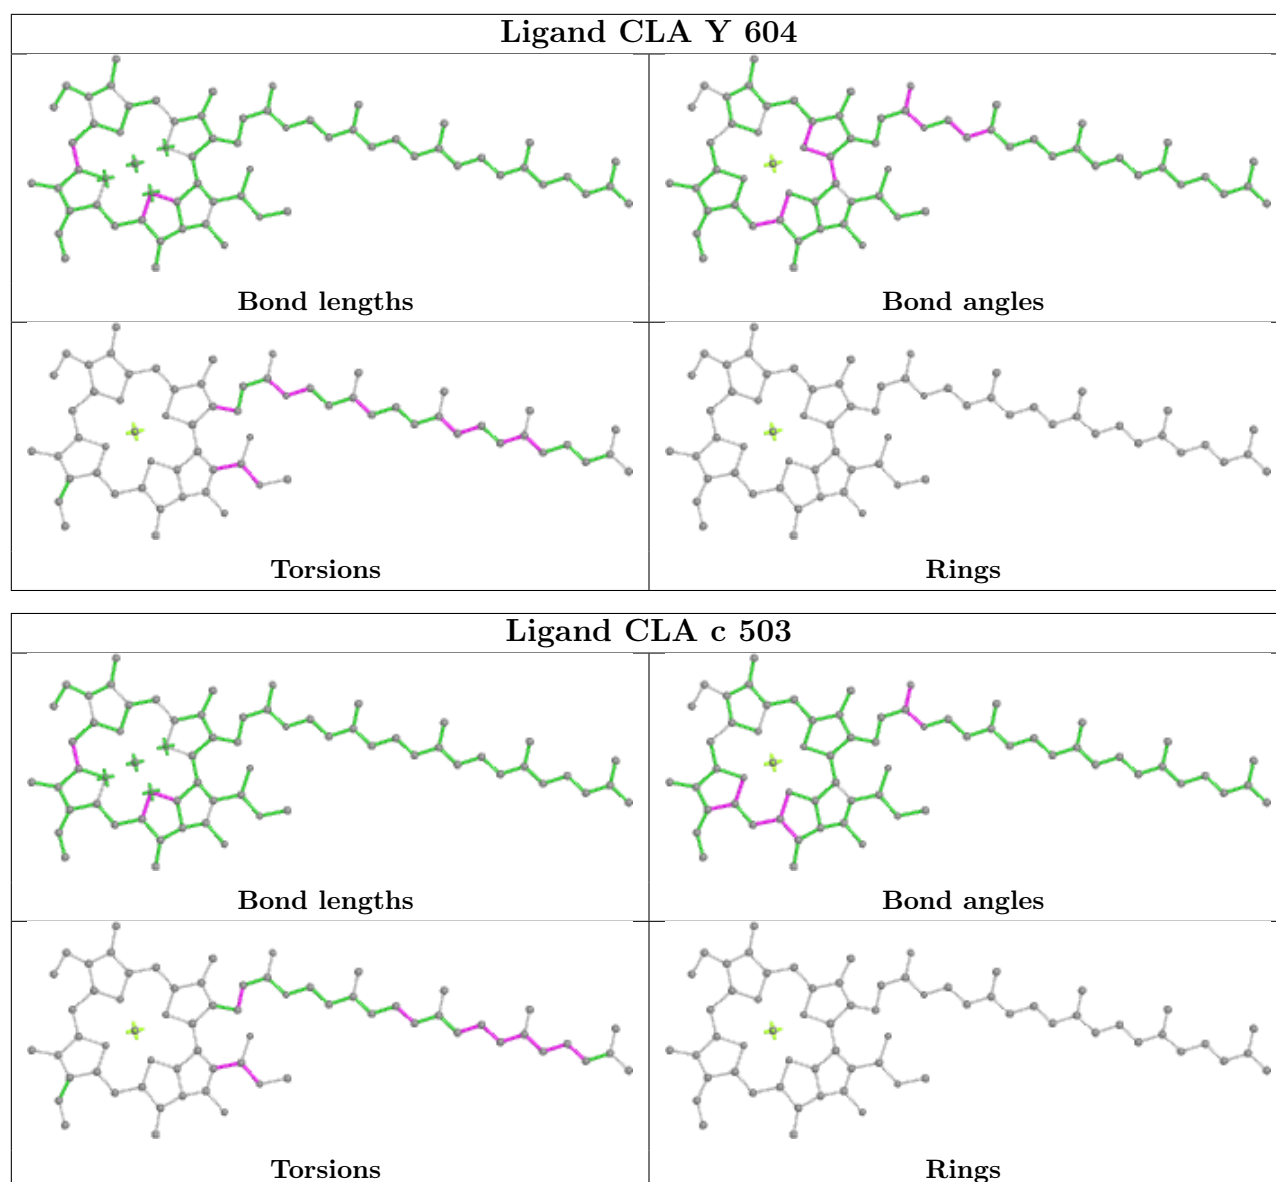 Ligand CLA Y 604
Bond lengths
Bond angles
Torsions
Rings
Ligand CLA c 503
Bond lengths
Bond angles
Torsions
Rings